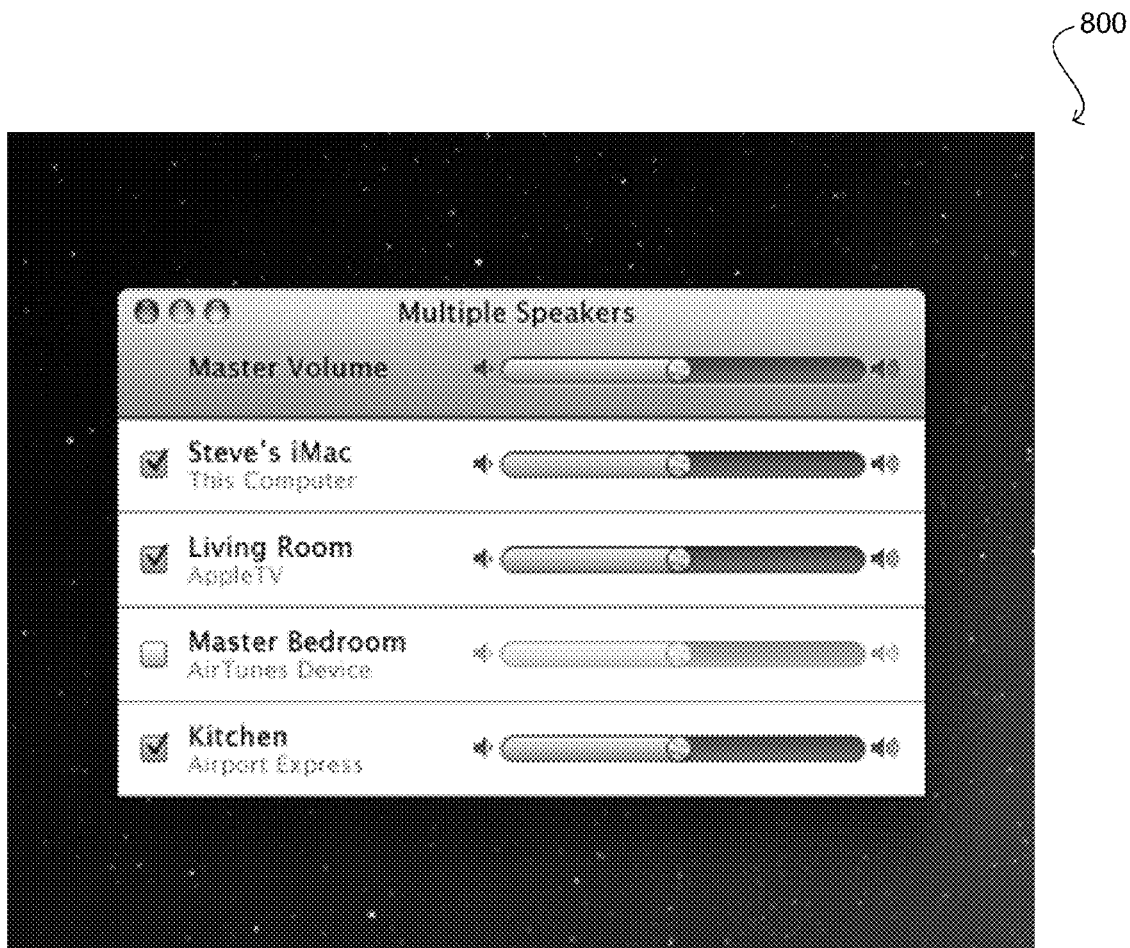 800
Multiple Speakers
Master Volume
Steve's iMac
This Computer
Living Room
AppleTV
Master Bedroom
AirTunes Device
Kitchen
Airport Express